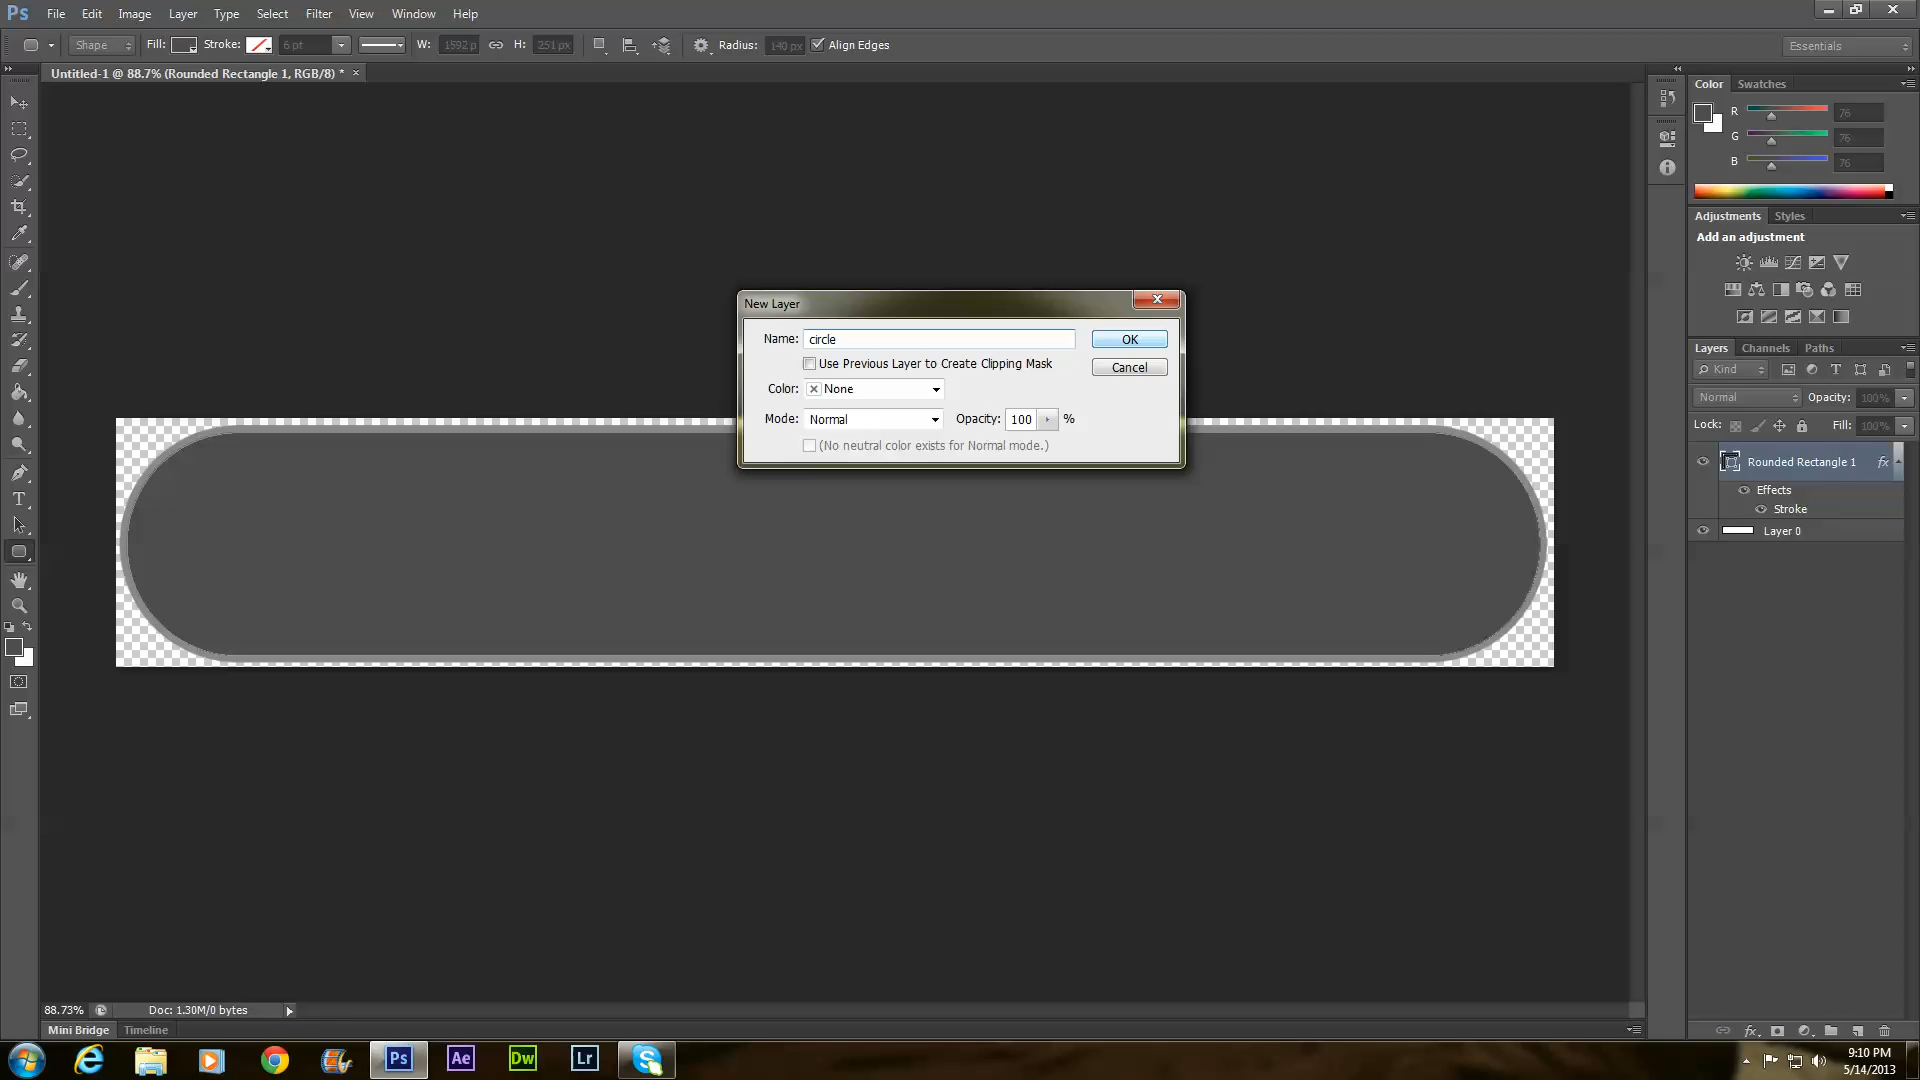 Ps File Edit Image Layer Type Select Filter View Window Help
Shape Fill: Stroke: 6 pt W: 1592 p H: 251 px Radius: 140 px Align Edges Essentials
Untitled-1 @ 88.7% (Rounded Rectangle 1, RGB/8) * ×
Color Swatches
R 76
G 76
B 76
Adjustments Styles
Add an adjustment
New Layer
Name: circle OK
Use Previous Layer to Create Clipping Mask Cancel
Color: None
Mode: Normal Opacity: 100 %
(No neutral color exists for Normal mode.)
Layers Channels Paths
Kind
Normal Opacity: 100%
Lock: Fill: 100%
Rounded Rectangle 1 fx
Effects
Stroke
Layer 0
88.73% Doc: 1.30M/0 bytes
Mini Bridge Timeline
fx
Ps Ae Dw Lr
9:10 PM
5/14/2013